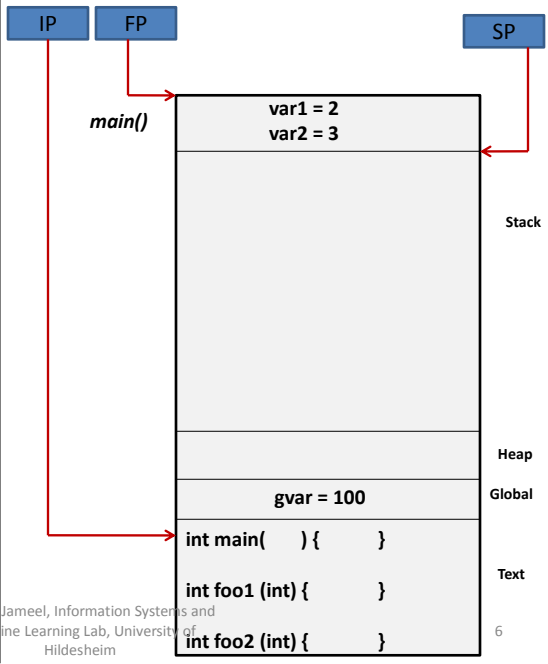 IP
FP
SP
main()
var1 = 2
var2 = 3
Stack
Heap
gvar = 100
Global
int main( ) { }
Text
int foo1 (int) { }
Jameel, Information Systems and
ine Learning Lab, University of
Hildesheim
int foo2 (int) { }
6